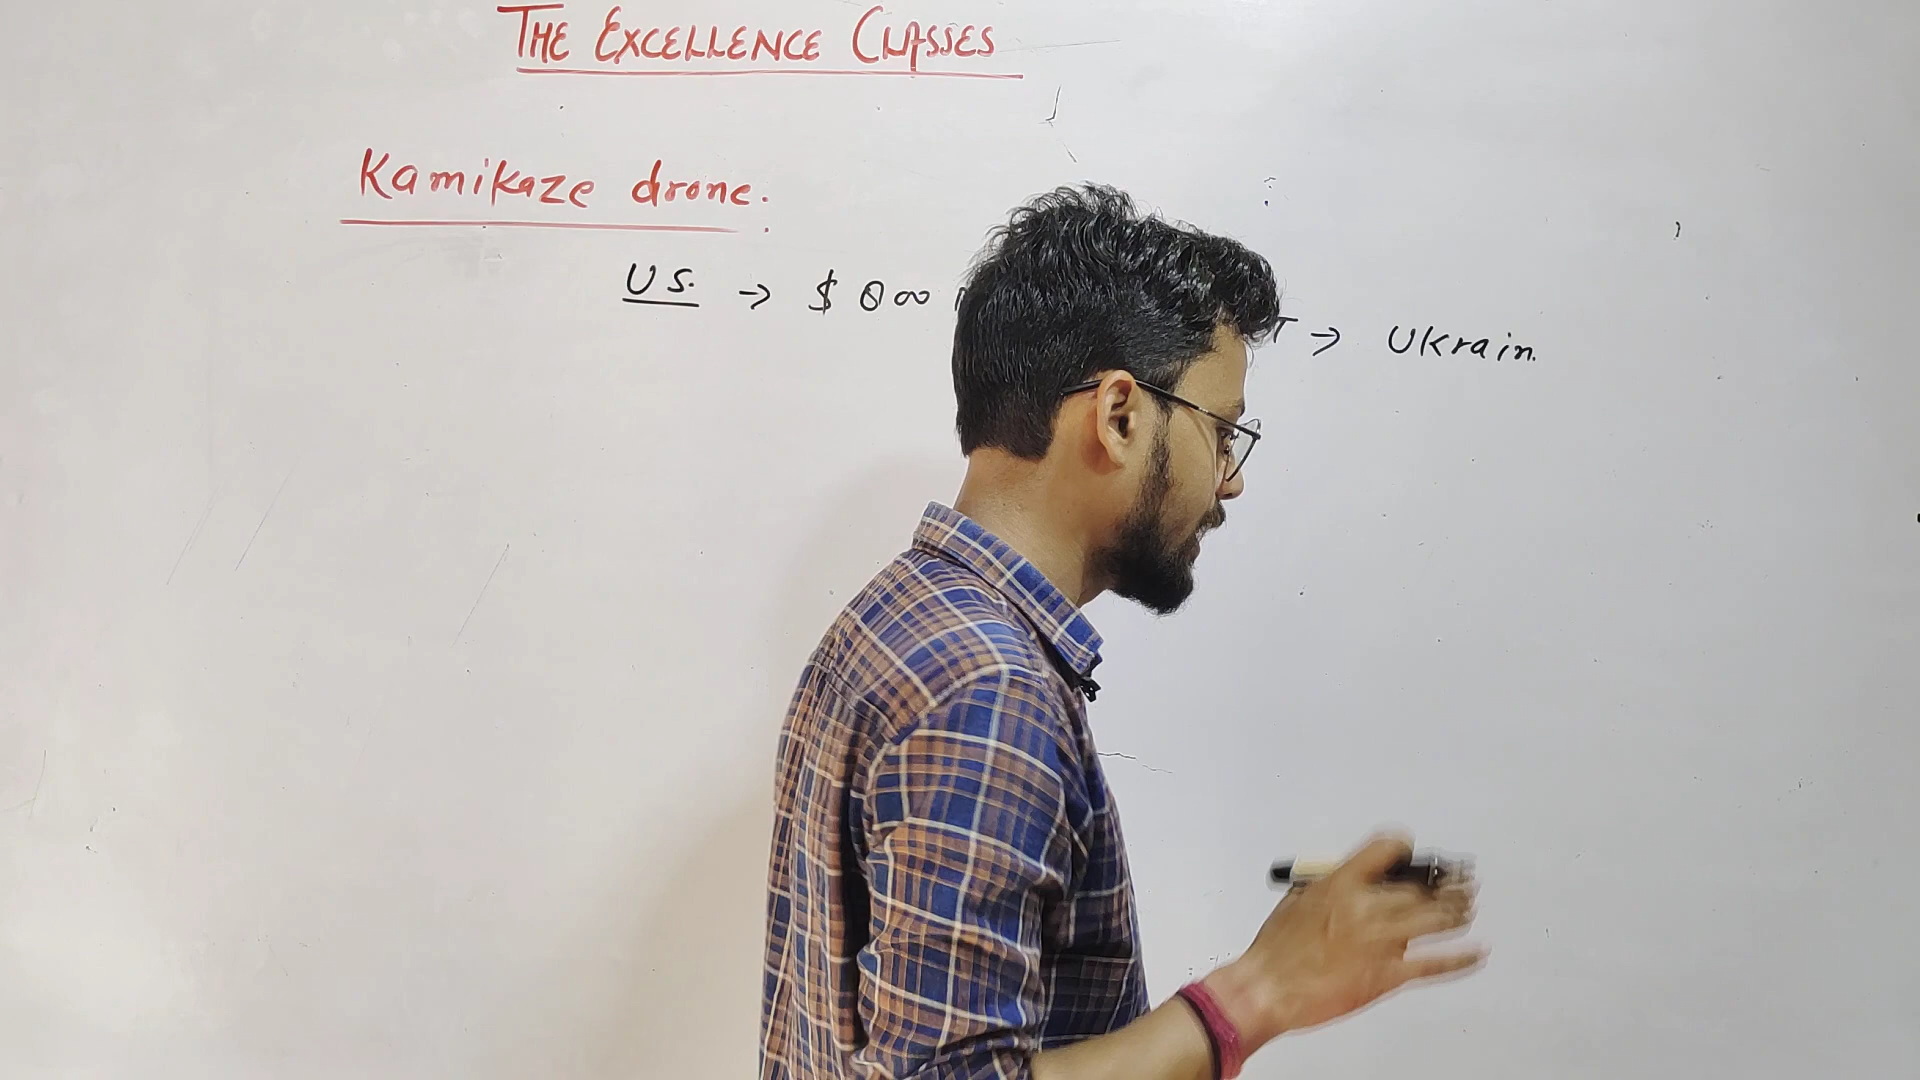 THE EXCELLENCE CLASSES
Kamikaze drone.
US. → $ 800
→ Ukrain.